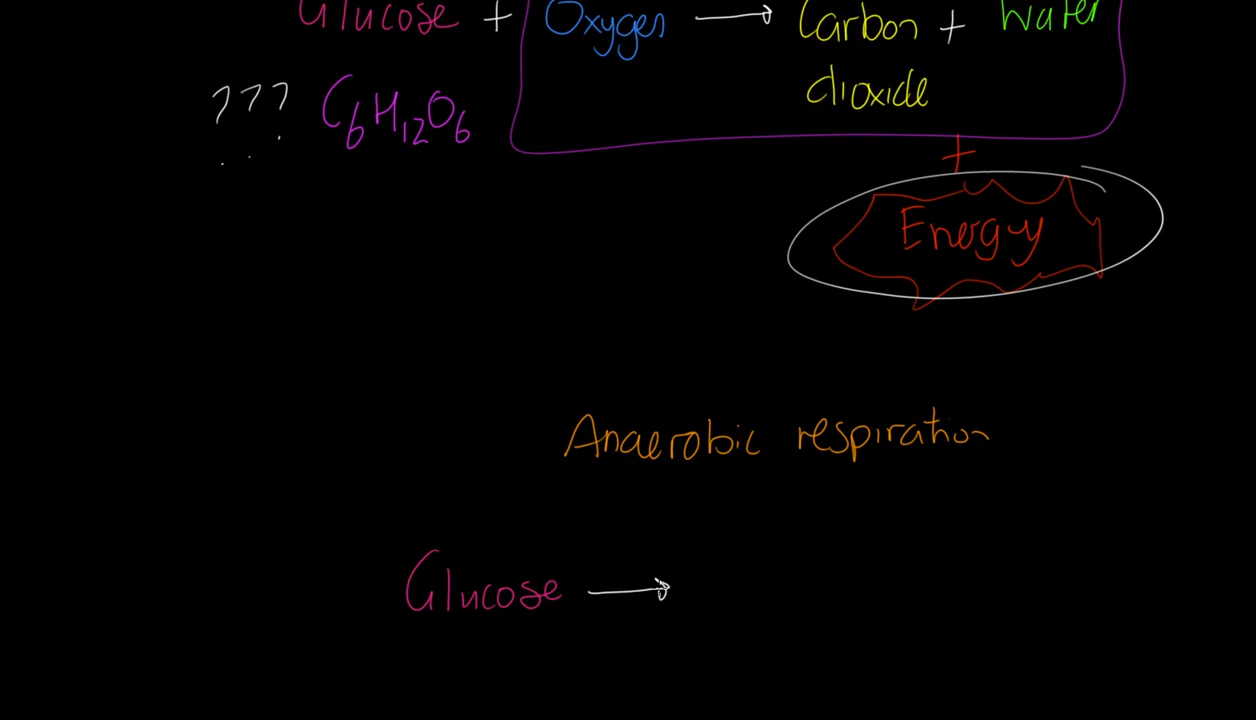 Glucose + Oxygen → Carbon + Water
??? C₆H₁₂O₆ dioxide
+
Energy
Anaerobic respiration
Glucose →